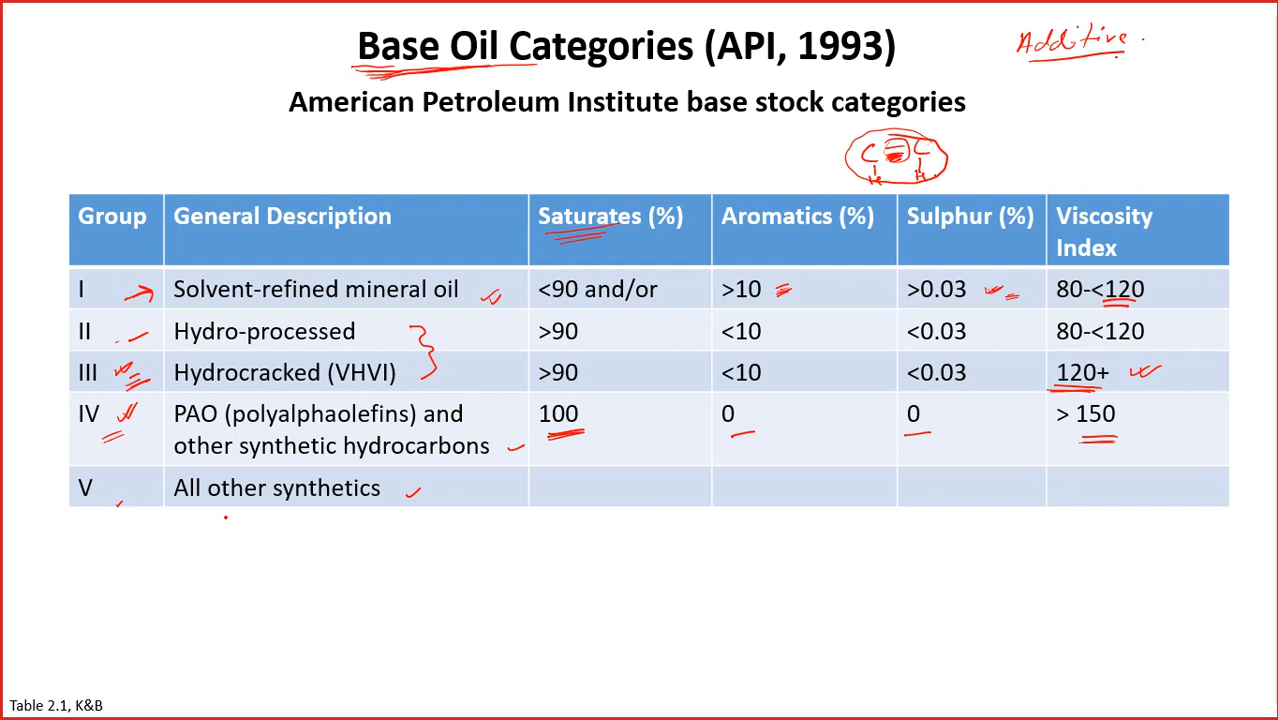 Base Oil Categories (API, 1993)
Additive.
American Petroleum Institute base stock categories
C = C
H H
Group General Description Saturates (%) Aromatics (%) Sulphur (%) Viscosity Index
I Solvent-refined mineral oil <90 and/or >10 >0.03 80-<120
II Hydro-processed >90 <10 <0.03 80-<120
III Hydrocracked (VHVI) >90 <10 <0.03 120+
IV PAO (polyalphaolefins) and 100 0 0 > 150
other synthetic hydrocarbons
V All other synthetics
Table 2.1, K&B